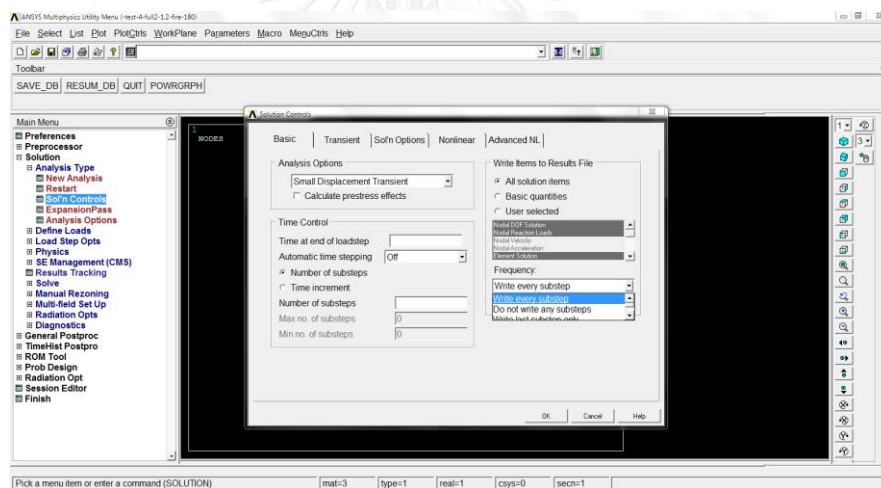 ANSYS Multiphysics Utility Menu (-test-4-full2-1.2-fire-180)
File Select List Plot PlotCtrls WorkPlane Parameters Macro MenuCtrls Help
Toolbar
SAVE_DB RESUM_DB QUIT POWRGRPH
Main Menu
Preferences
Preprocessor
Solution
Analysis Type
New Analysis
Restart
Sol'n Controls
ExpansionPass
Analysis Options
Define Loads
Load Step Opts
Physics
SE Management (CMS)
Results Tracking
Solve
Manual Rezoning
Multi-field Set Up
Radiation Opts
Diagnostics
General Postproc
TimeHist Postpro
ROM Tool
Prob Design
Radiation Opt
Session Editor
Finish
1
NODES
Solution Controls
Basic Transient Sol'n Options Nonlinear Advanced NL
Analysis Options
Small Displacement Transient
Calculate prestress effects
Time Control
Time at end of loadstep
Automatic time stepping Off
Number of substeps
Time increment
Number of substeps
Max no. of substeps 0
Min no. of substeps 0
Write Items to Results File
All solution items
Basic quantities
User selected
Nodal DOF Solution
Nodal Reaction Loads
Nodal Velocity
Nodal Acceleration
Element Solution
Frequency:
Write every substep
Write every substep
Do not write any substeps
Write last substep only
OK Cancel Help
1
3
Pick a menu item or enter a command (SOLUTION) mat=3 type=1 real=1 csys=0 secn=1